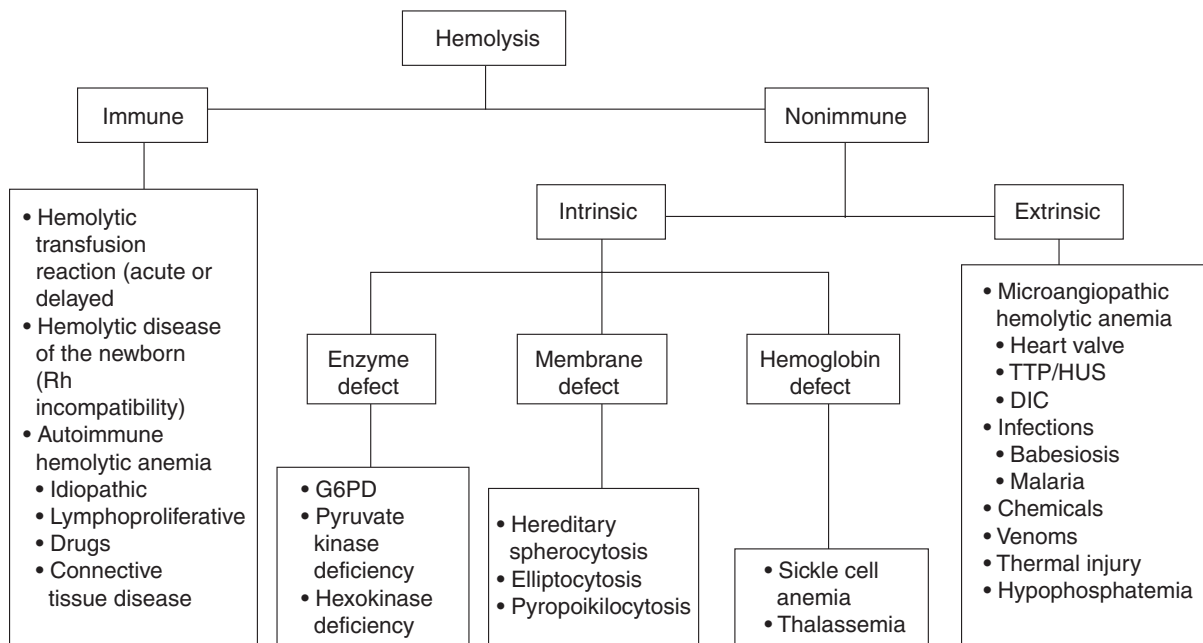 Hemolysis
Immune
Nonimmune
• Hemolytic
transfusion
reaction (acute or
delayed
• Hemolytic disease
of the newborn
(Rh
incompatibility)
• Autoimmune
hemolytic anemia
• Idiopathic
• Lymphoproliferative
• Drugs
• Connective
tissue disease
Intrinsic
Extrinsic
Enzyme
defect
Membrane
defect
Hemoglobin
defect
• G6PD
• Pyruvate
kinase
deficiency
• Hexokinase
deficiency
• Hereditary
spherocytosis
• Elliptocytosis
• Pyropoikilocytosis
• Sickle cell
anemia
• Thalassemia
• Microangiopathic
hemolytic anemia
• Heart valve
• TTP/HUS
• DIC
• Infections
• Babesiosis
• Malaria
• Chemicals
• Venoms
• Thermal injury
• Hypophosphatemia